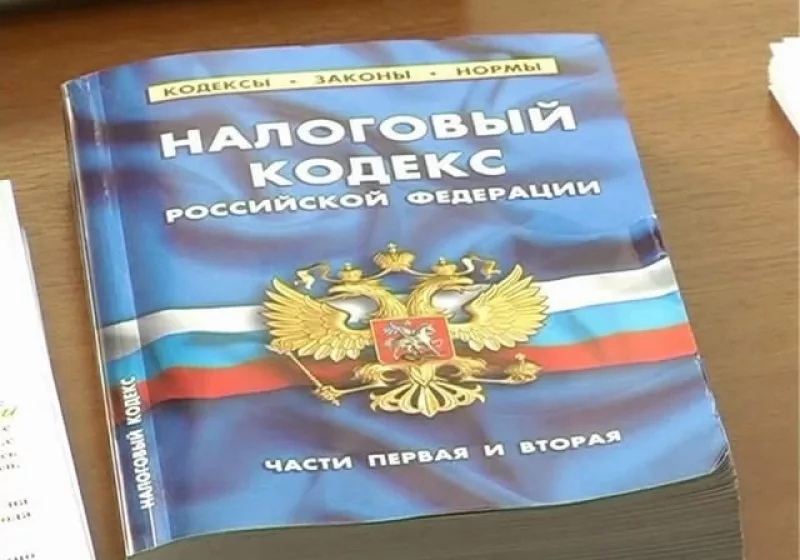 КОДЕКСЫ • ЗАКОНЫ • НОРМЫ
НАЛОГОВЫЙ
КОДЕКС
РОССИЙСКОЙ ФЕДЕРАЦИИ
ЧАСТИ ПЕРВАЯ И ВТОРАЯ
НАЛОГОВЫЙ КОДЕКС